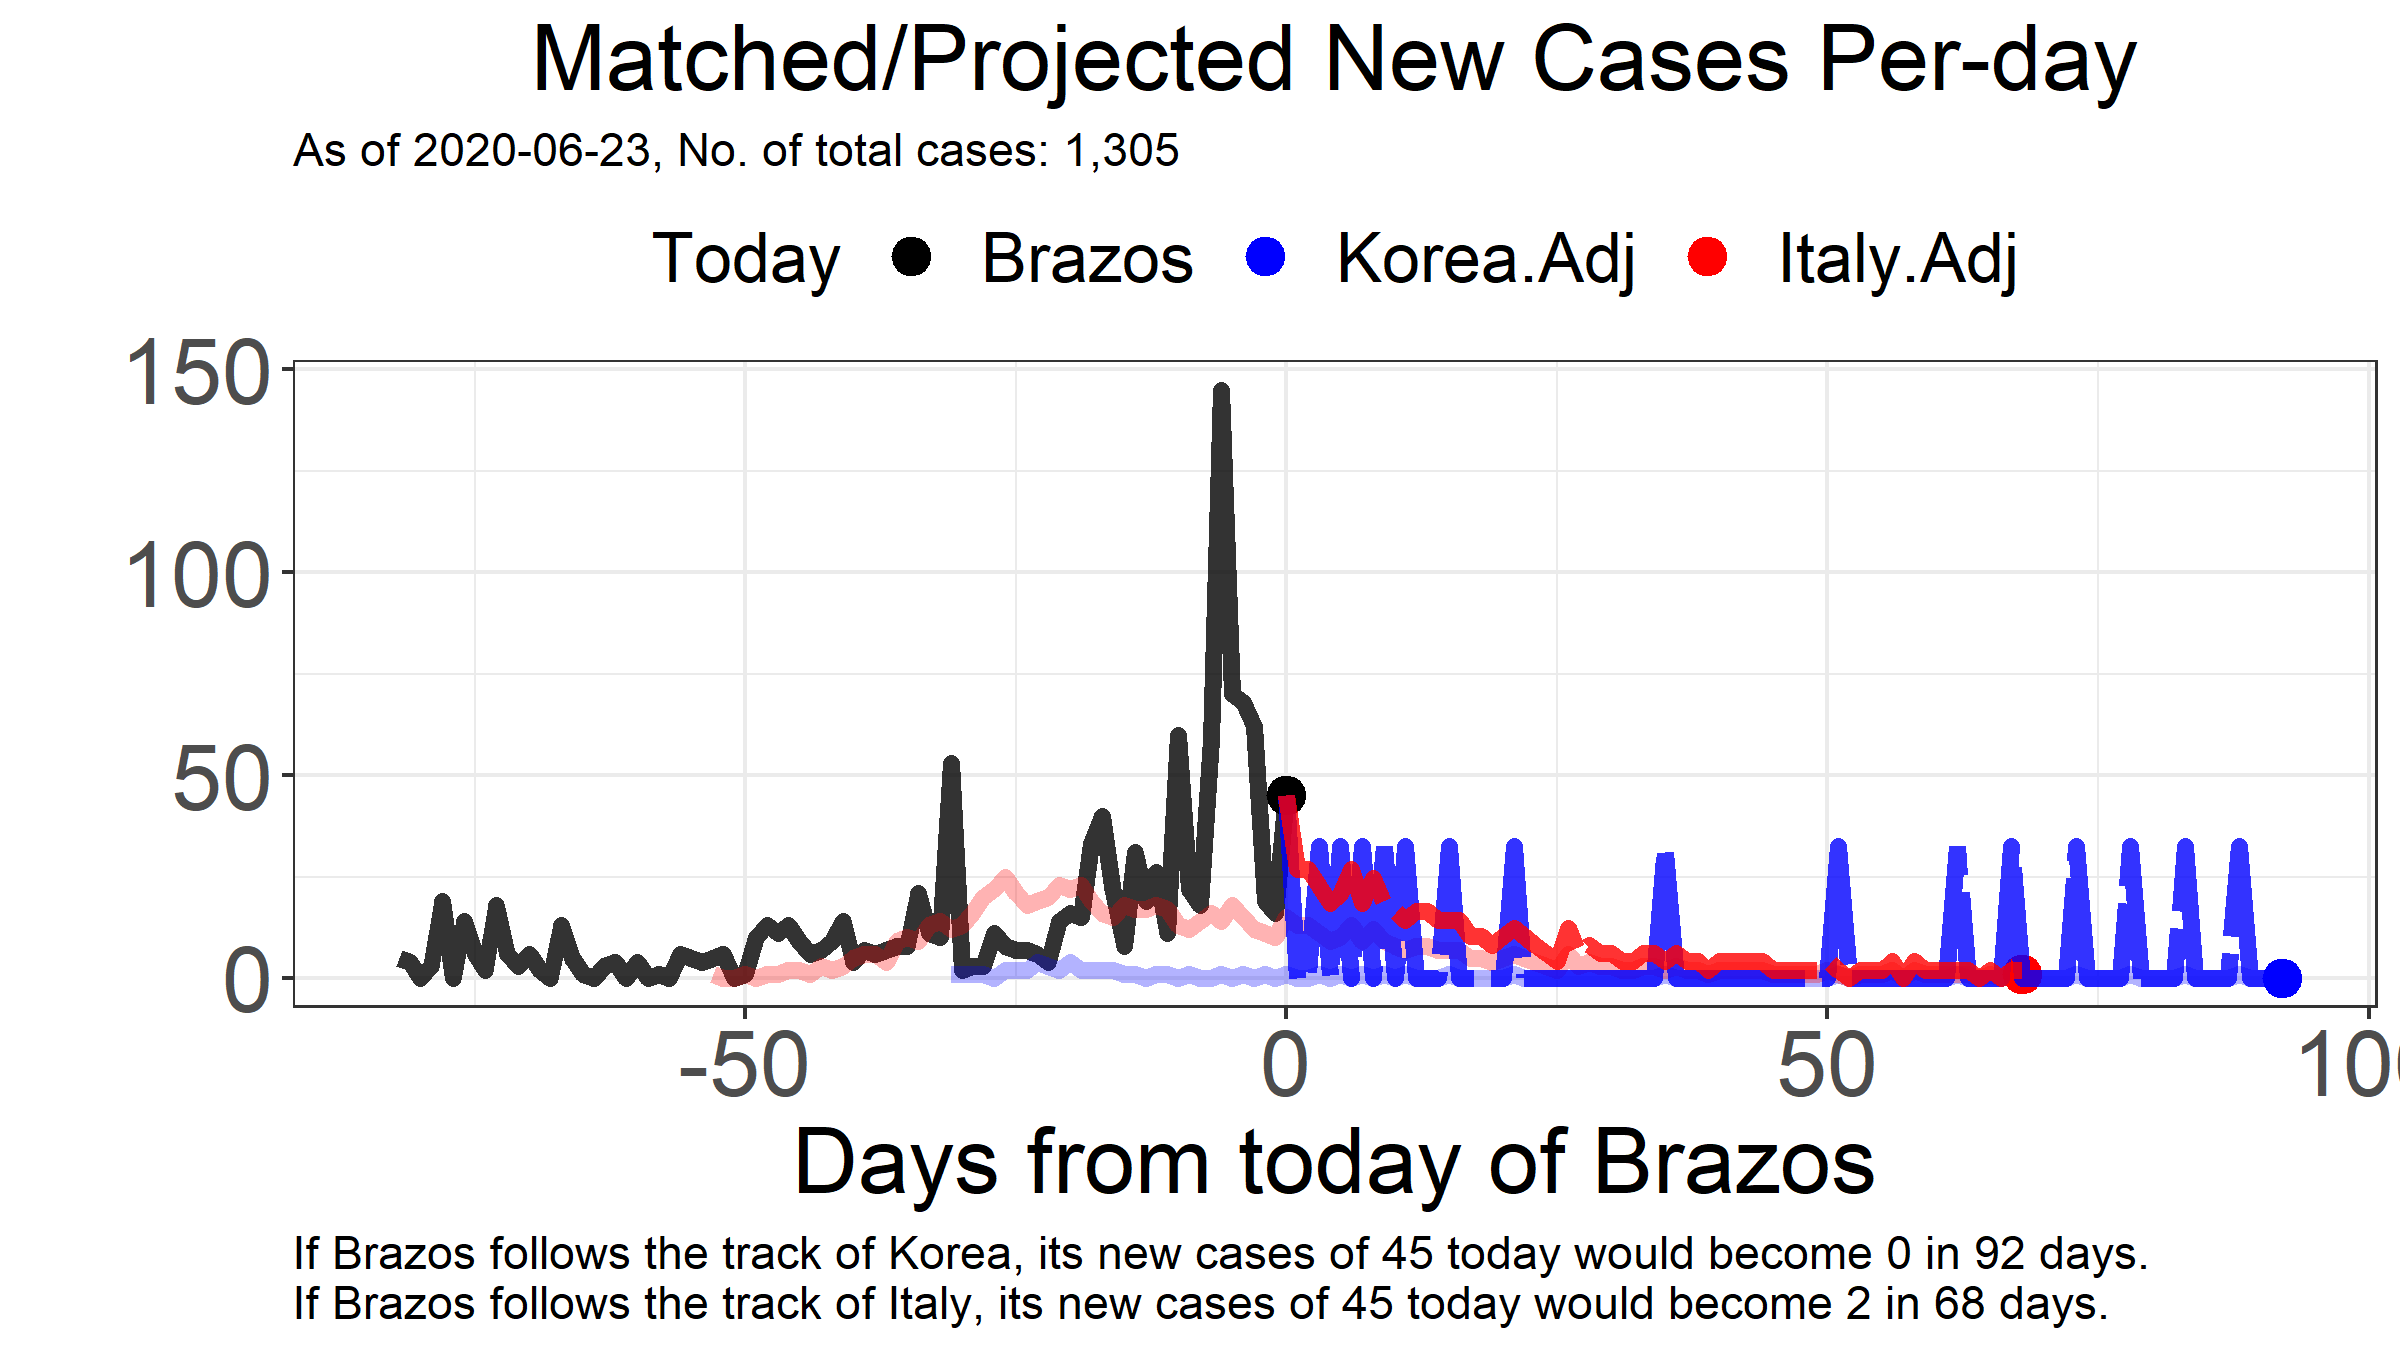 Matched/Projected New Cases Per-day
As of 2020-06-23, No. of total cases: 1,305
Today Brazos Korea.Adj Italy.Adj
150
100
50
0
-50 0 50 100
Days from today of Brazos
If Brazos follows the track of Korea, its new cases of 45 today would become 0 in 92 days.
If Brazos follows the track of Italy, its new cases of 45 today would become 2 in 68 days.